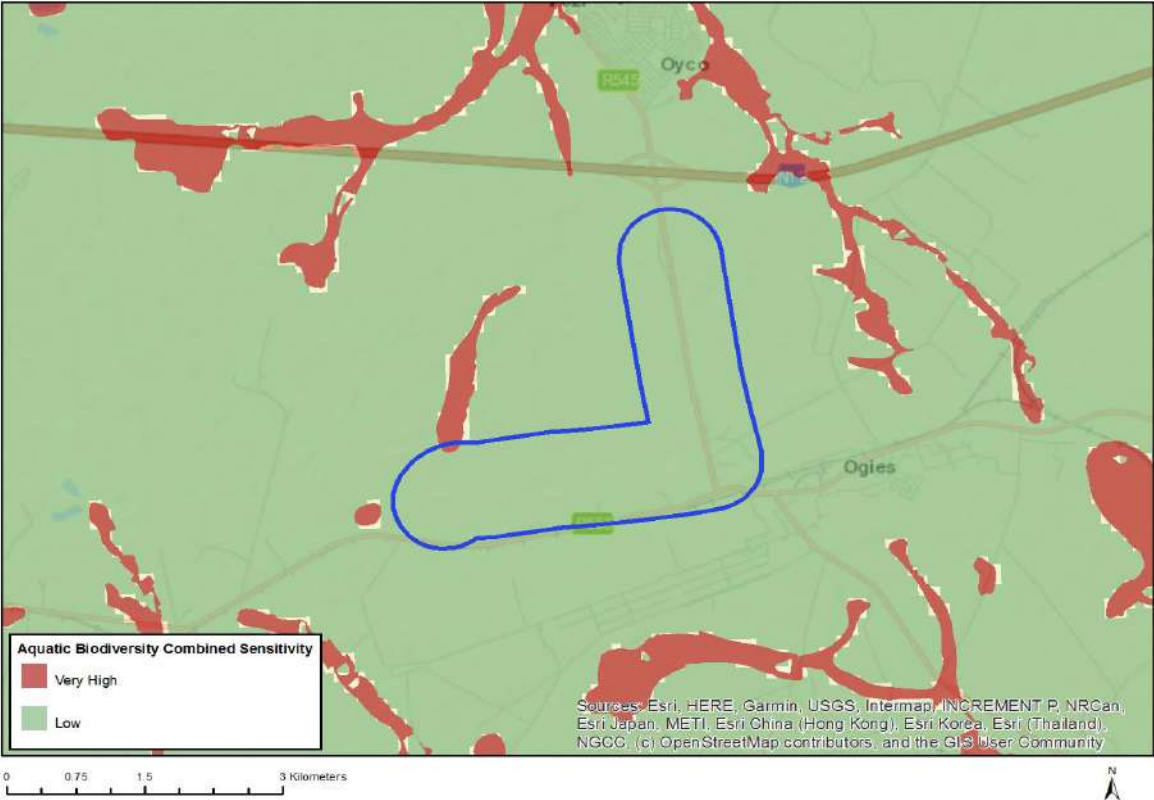 Oyco
R545
Ogies
Aquatic Biodiversity Combined Sensitivity
Very High
Low
Sources: Esri, HERE, Garmin, USGS, Intermap, INCREMENT P, NRCan,
Esri Japan, METI, Esri China (Hong Kong), Esri Korea, Esri (Thailand),
NGCC, (c) OpenStreetMap contributors, and the GIS User Community
0 0.75 1.5 3 Kilometers
N